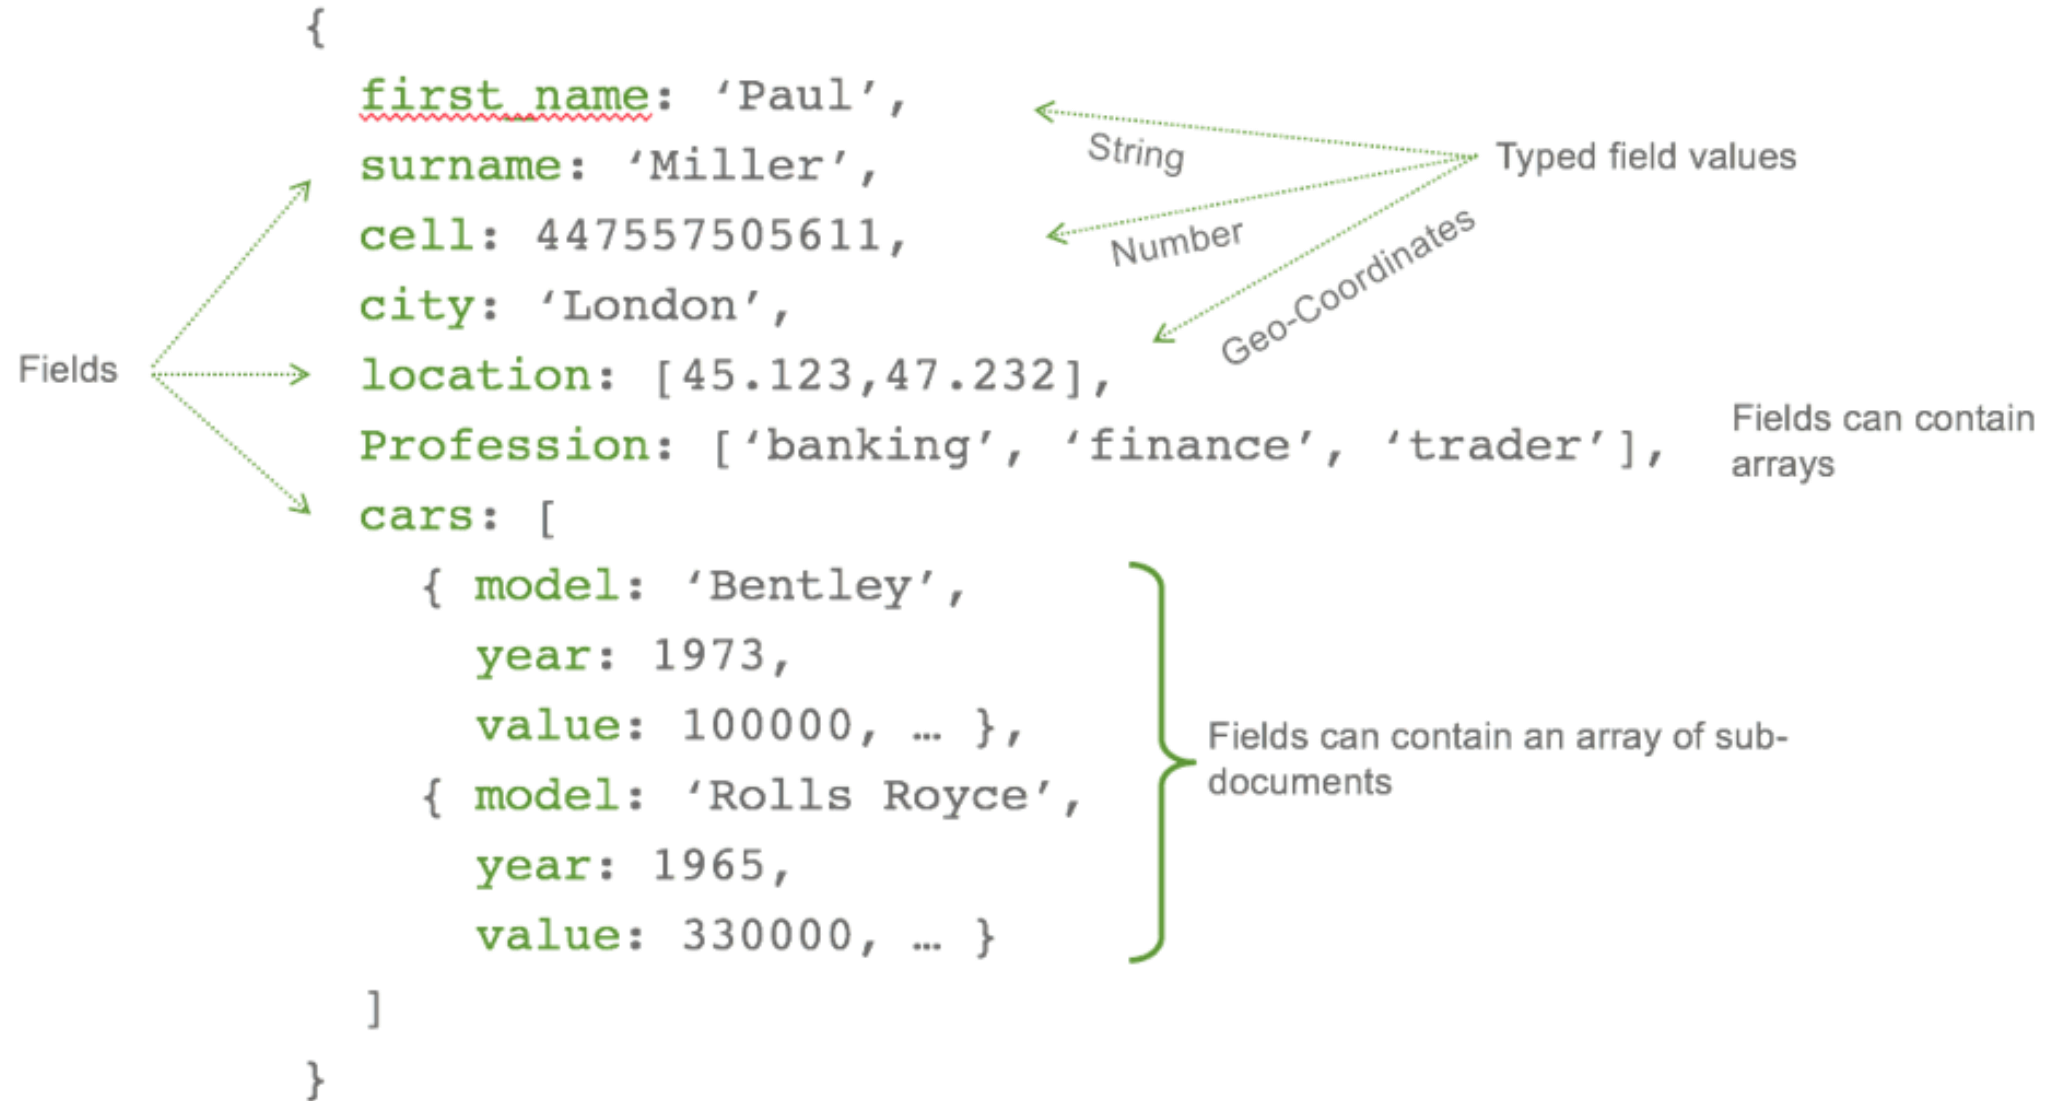 {
first_name: ‘Paul’,
surname: ‘Miller’,
cell: 447557505611,
city: ‘London’,
location: [45.123,47.232],
Profession: [‘banking’, ‘finance’, ‘trader’],
cars: [
{ model: ‘Bentley’,
year: 1973,
value: 100000, … },
{ model: ‘Rolls Royce’,
year: 1965,
value: 330000, … }
]
}
Fields
String
Number
Geo-Coordinates
Typed field values
Fields can contain
arrays
Fields can contain an array of sub-
documents